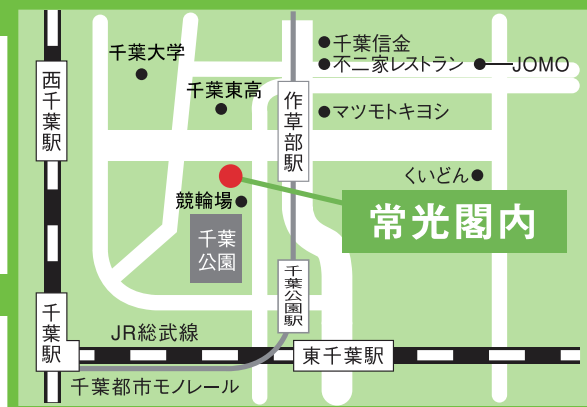 千葉大学
千葉信金
不二家レストラン
JOMO
西千葉駅
千葉東高
作草部駅
マツモトキヨシ
くいどん
競輪場
常光閣内
千葉
公園
千葉公園駅
千葉駅
JR総武線
東千葉駅
千葉都市モノレール